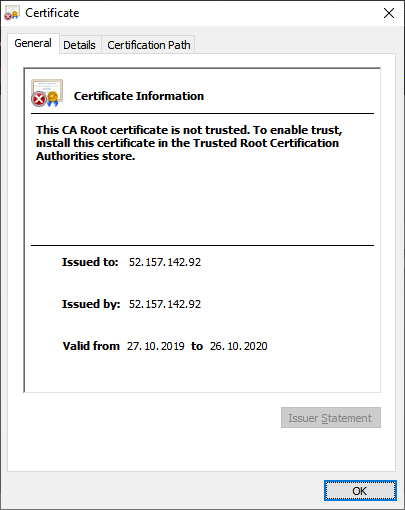 Certificate
General Details Certification Path
Certificate Information
This CA Root certificate is not trusted. To enable trust,
install this certificate in the Trusted Root Certification
Authorities store.
Issued to: 52.157.142.92
Issued by: 52.157.142.92
Valid from 27.10.2019 to 26.10.2020
Issuer Statement
OK